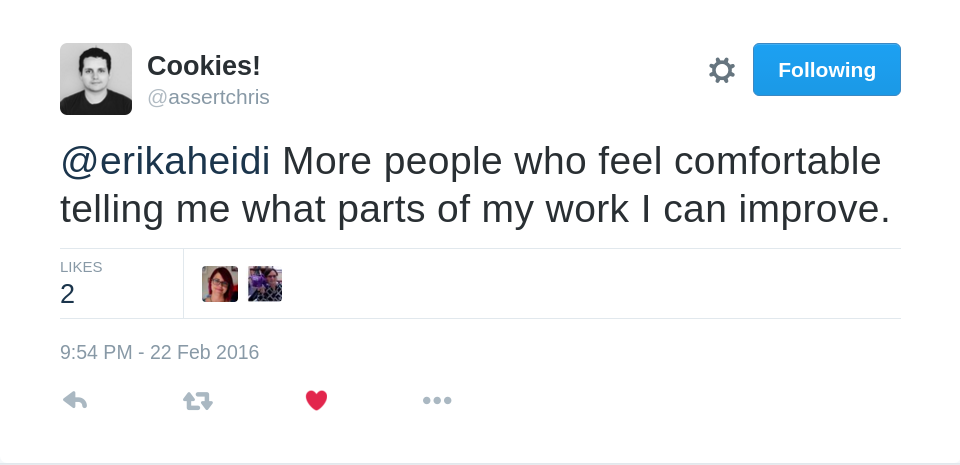 Cookies!
@assertchris
Following
@erikaheidi More people who feel comfortable
telling me what parts of my work I can improve.
LIKES
2
9:54 PM - 22 Feb 2016